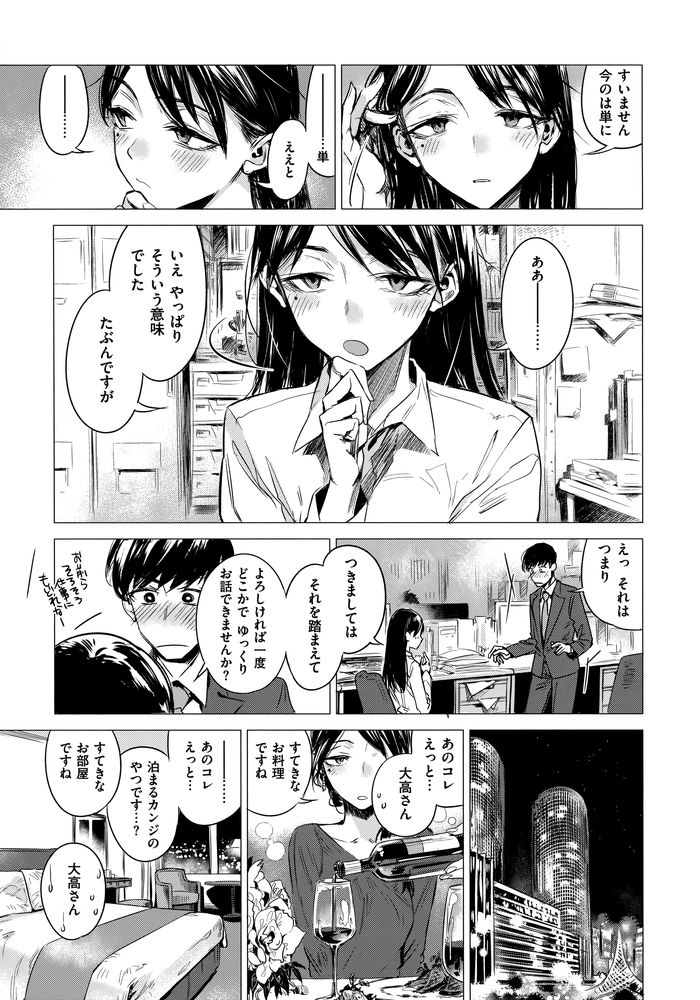 すいません
今のは単に
―――……単
ええと
―――……
ああ―――……
いえ やっぱり
そういう意味
でした
たぶんですが
えっ それは
つまり
つきましては
それを踏まえて
よろしければ一度
どこかで ゆっくり
お話できませんか?
おふたりとも
あのコレ
えっと…
大高さん
すてきな
お料理
ですね
―――……
あのコレ
えっと…
泊まるカンジの
やつです…?
すてきな
お部屋
ですね
大高さん